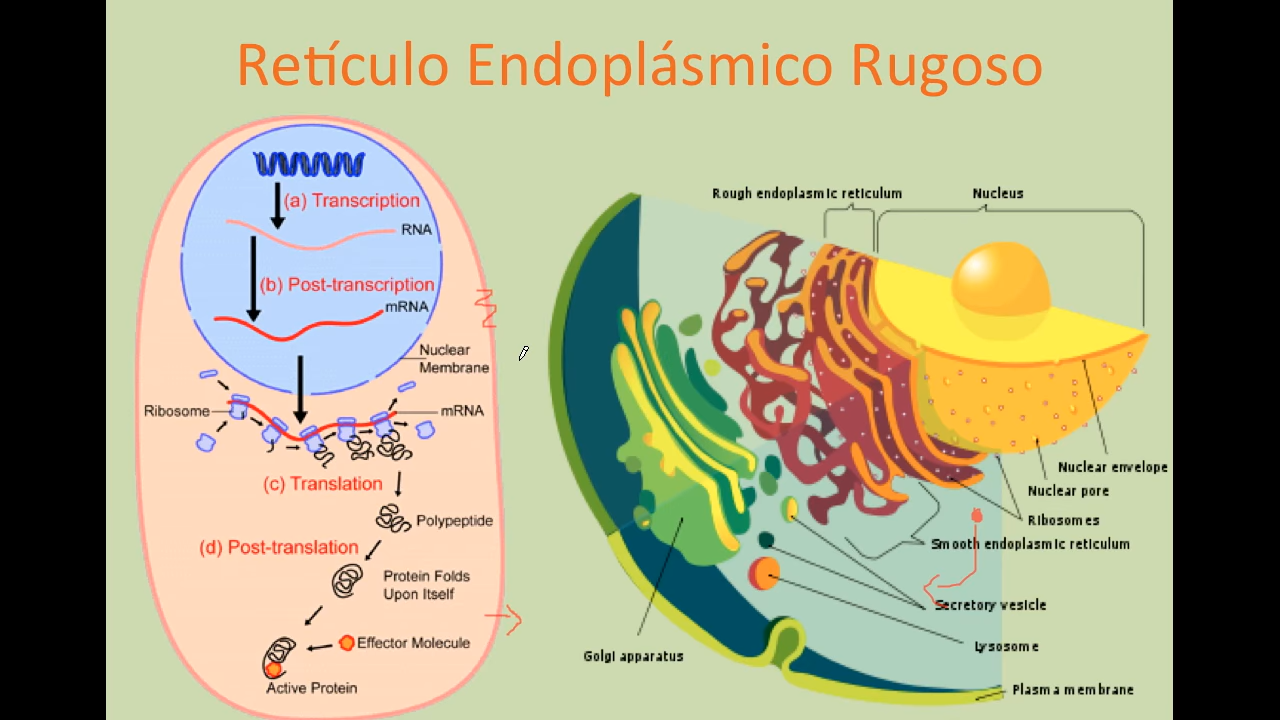 Retículo Endoplásmico Rugoso
(a) Transcription
RNA
(b) Post-transcription
mRNA
Nuclear
Membrane
Ribosome
mRNA
(c) Translation
Polypeptide
(d) Post-translation
Protein Folds
Upon Itself
Effector Molecule
Active Protein
Rough endoplasmic reticulum
Nucleus
Nuclear envelope
Nuclear pore
Ribosomes
Smooth endoplasmic reticulum
Secretory vesicle
Lysosome
Golgi apparatus
Plasma membrane